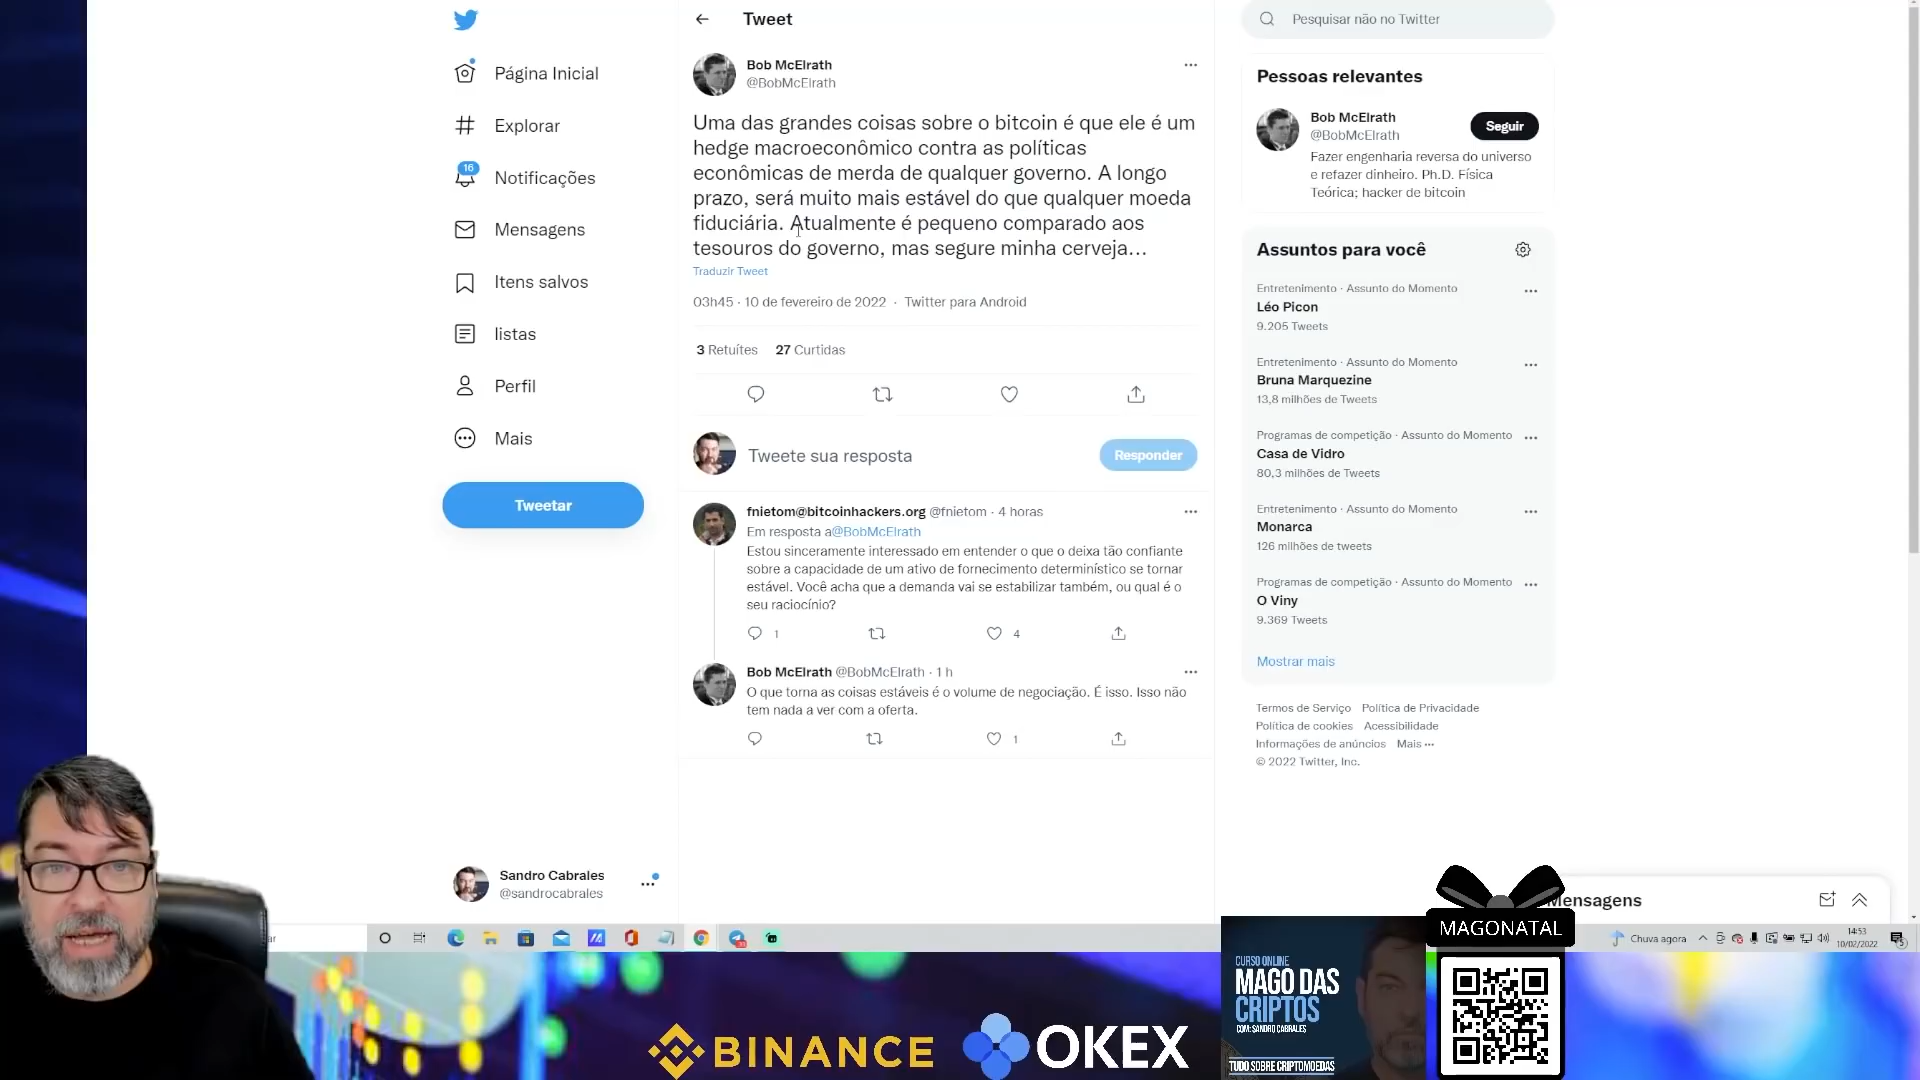 Tweet
Pesquisar não no Twitter
Página Inicial
Explorar
16
Notificações
Mensagens
Itens salvos
listas
Perfil
Mais
Tweetar
Sandro Cabrales
@sandrocabrales
Bob McElrath
@BobMcElrath
Uma das grandes coisas sobre o bitcoin é que ele é um
hedge macroeconômico contra as políticas
econômicas de merda de qualquer governo. A longo
prazo, será muito mais estável do que qualquer moeda
fiduciária. Atualmente é pequeno comparado aos
tesouros do governo, mas segure minha cerveja...
Traduzir Tweet
03h45 · 10 de fevereiro de 2022 · Twitter para Android
3 Retuítes 27 Curtidas
Tweete sua resposta
Responder
fnietom@bitcoinhackers.org @fnietom · 4 horas
Em resposta a@BobMcElrath
Estou sinceramente interessado em entender o que o deixa tão confiante
sobre a capacidade de um ativo de fornecimento determinístico se tornar
estável. Você acha que a demanda vai se estabilizar também, ou qual é o
seu raciocínio?
1 4
Bob McElrath @BobMcElrath · 1 h
O que torna as coisas estáveis é o volume de negociação. É isso. Isso não
tem nada a ver com a oferta.
1
Pessoas relevantes
Bob McElrath
@BobMcElrath
Seguir
Fazer engenharia reversa do universo
e refazer dinheiro. Ph.D. Física
Teórica; hacker de bitcoin
Assuntos para você
Entretenimento · Assunto do Momento
Léo Picon
9.205 Tweets
Entretenimento · Assunto do Momento
Bruna Marquezine
13,8 milhões de Tweets
Programas de competição · Assunto do Momento
Casa de Vidro
80,3 milhões de Tweets
Entretenimento · Assunto do Momento
Monarca
126 milhões de tweets
Programas de competição · Assunto do Momento
O Viny
9.369 Tweets
Mostrar mais
Termos de Serviço Política de Privacidade
Política de cookies Acessibilidade
Informações de anúncios Mais ···
© 2022 Twitter, Inc.
Mensagens
ar
Chuva agora
14:53
10/02/2022
MAGONATAL
CURSO ONLINE
MAGO DAS
CRIPTOS
COM: SANDRO CABRALES
TUDO SOBRE CRIPTOMOEDAS
BINANCE
OKEX